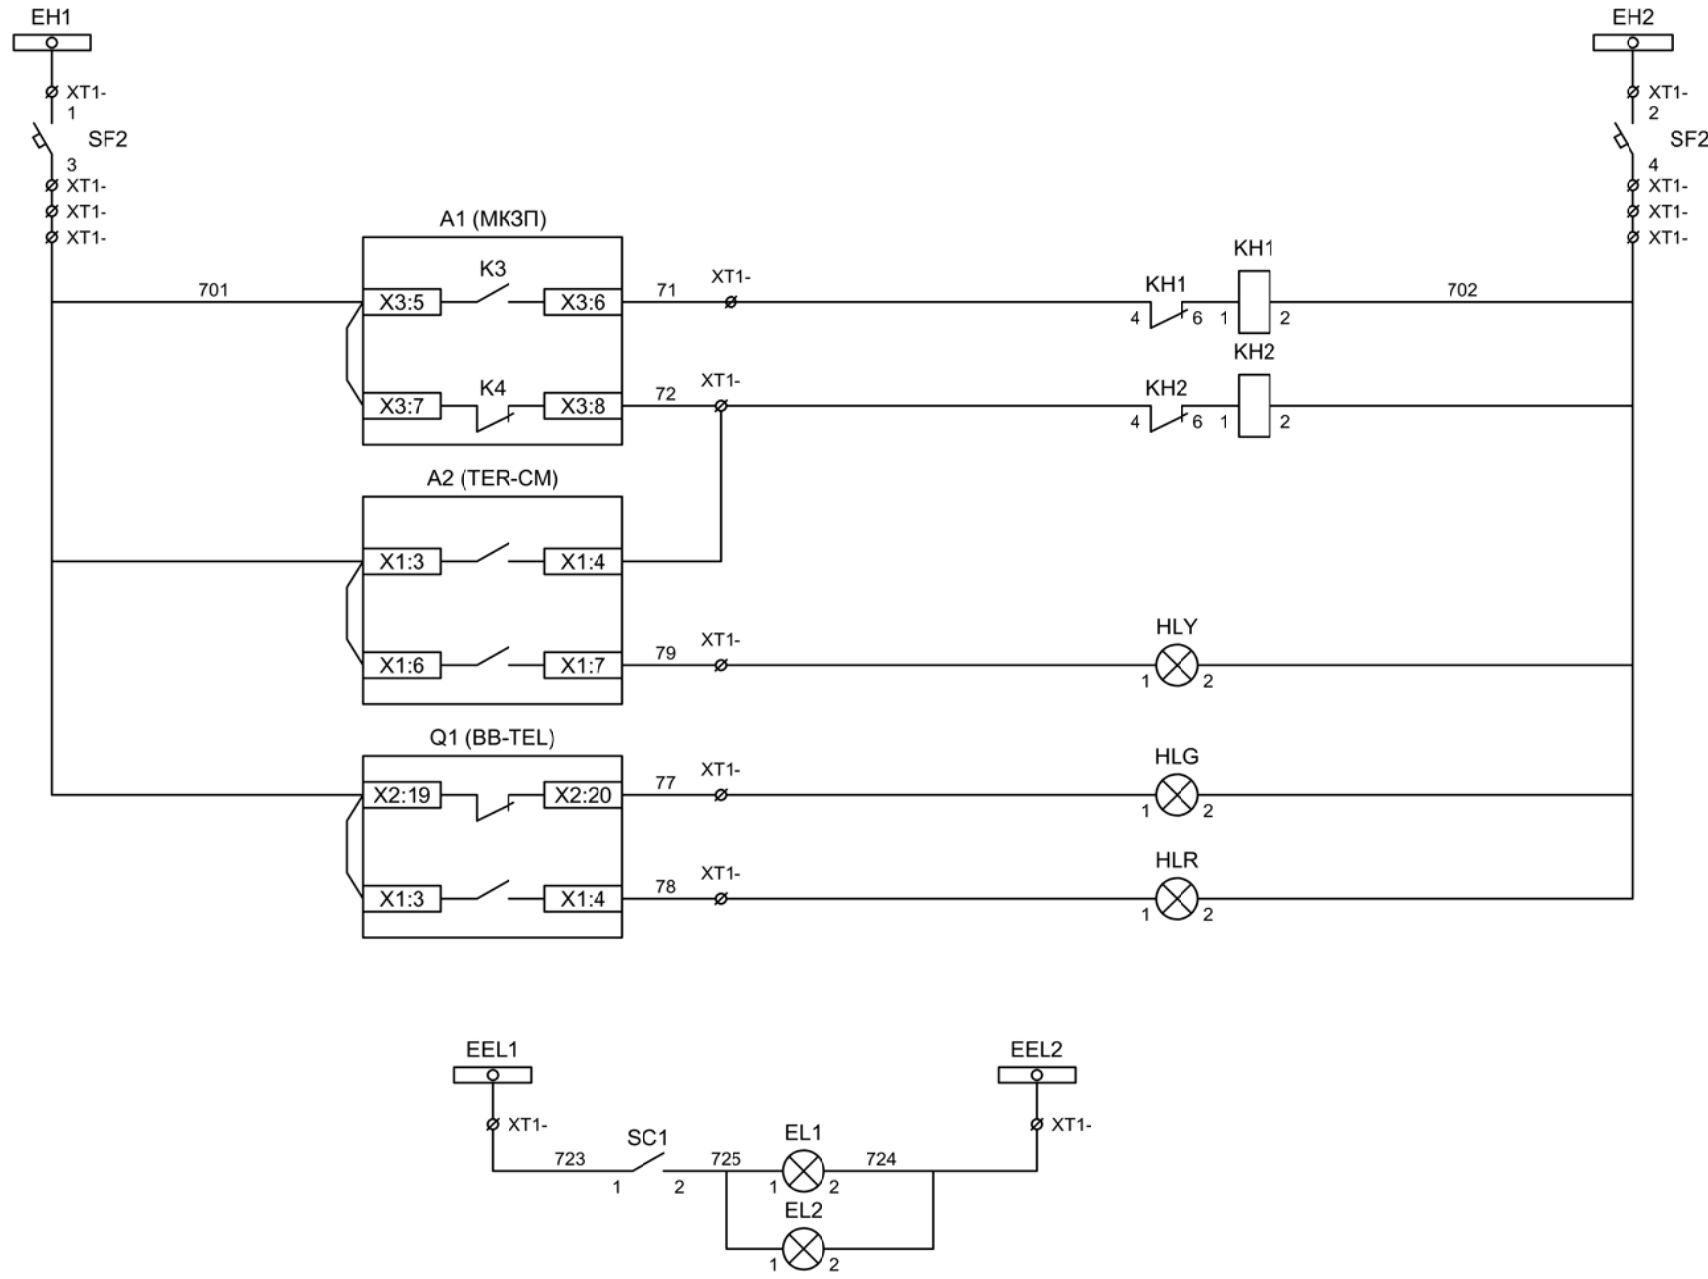 EH1
EH2
XT1-
XT1-
1
2
SF2
SF2
3
4
XT1-
XT1-
XT1-
XT1-
XT1-
XT1-
A1 (МКЗП)
701
X3:5
K3
X3:6
71
XT1-
KH1
4
6
KH1
1
2
702
X3:7
K4
X3:8
72
XT1-
KH2
4
6
KH2
1
2
A2 (TER-CM)
X1:3
X1:4
X1:6
X1:7
79
XT1-
HLY
1
2
Q1 (BB-TEL)
X2:19
X2:20
77
XT1-
HLG
1
2
X1:3
X1:4
78
XT1-
HLR
1
2
EEL1
EEL2
XT1-
XT1-
723
SC1
1
2
725
EL1
1
2
724
EL2
1
2